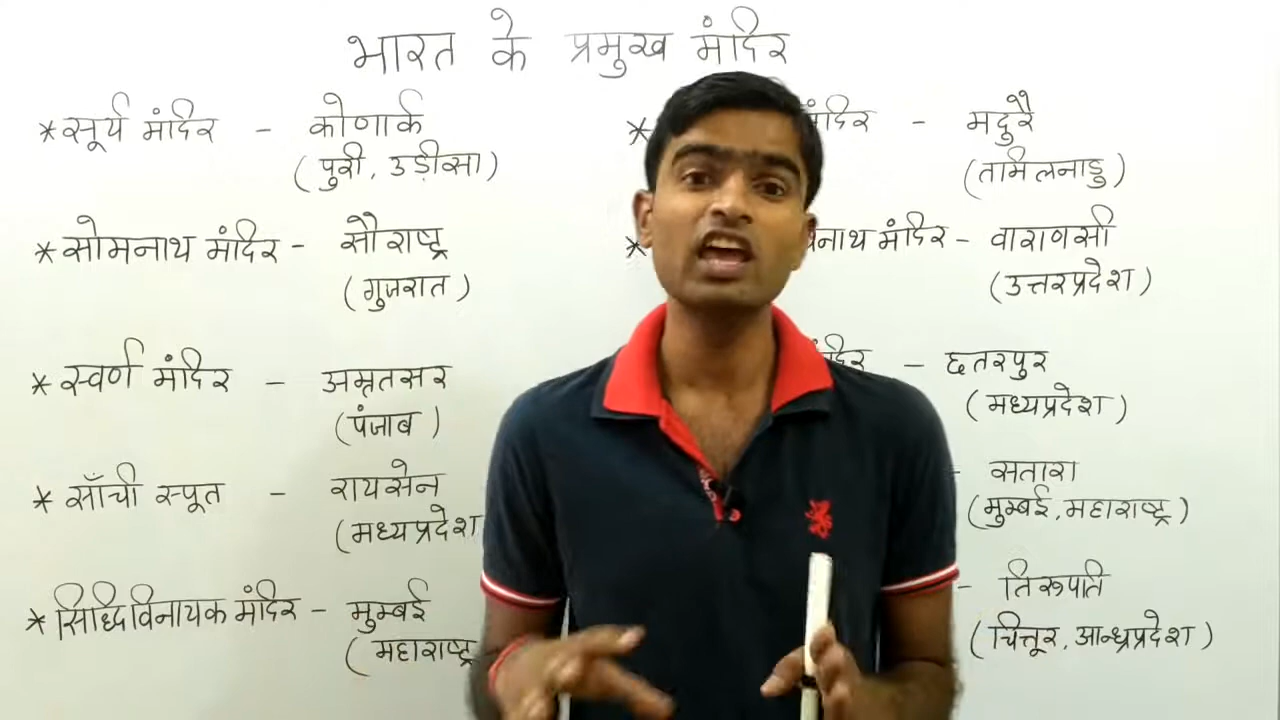 भारत के प्रमुख मंदिर
* सूर्य मंदिर - कोणार्क
(पुरी, उड़ीसा)
* सोमनाथ मंदिर - सौराष्ट्र
(गुजरात)
* स्वर्ण मंदिर - अमृतसर
(पंजाब)
* साँची स्पूत - रायसेन
(मध्यप्रदेश
* सिध्दिविनायक मंदिर - मुम्बई
(महाराष्ट्र
* मंदिर - मदुरै
(तामिलनाडु)
* नाथ मंदिर - वाराणसी
(उत्तरप्रदेश)
- छतरपुर
(मध्यप्रदेश)
- सतारा
(मुम्बई, महाराष्ट्र)
- तिरूपति
(चित्तूर, आन्ध्रप्रदेश)